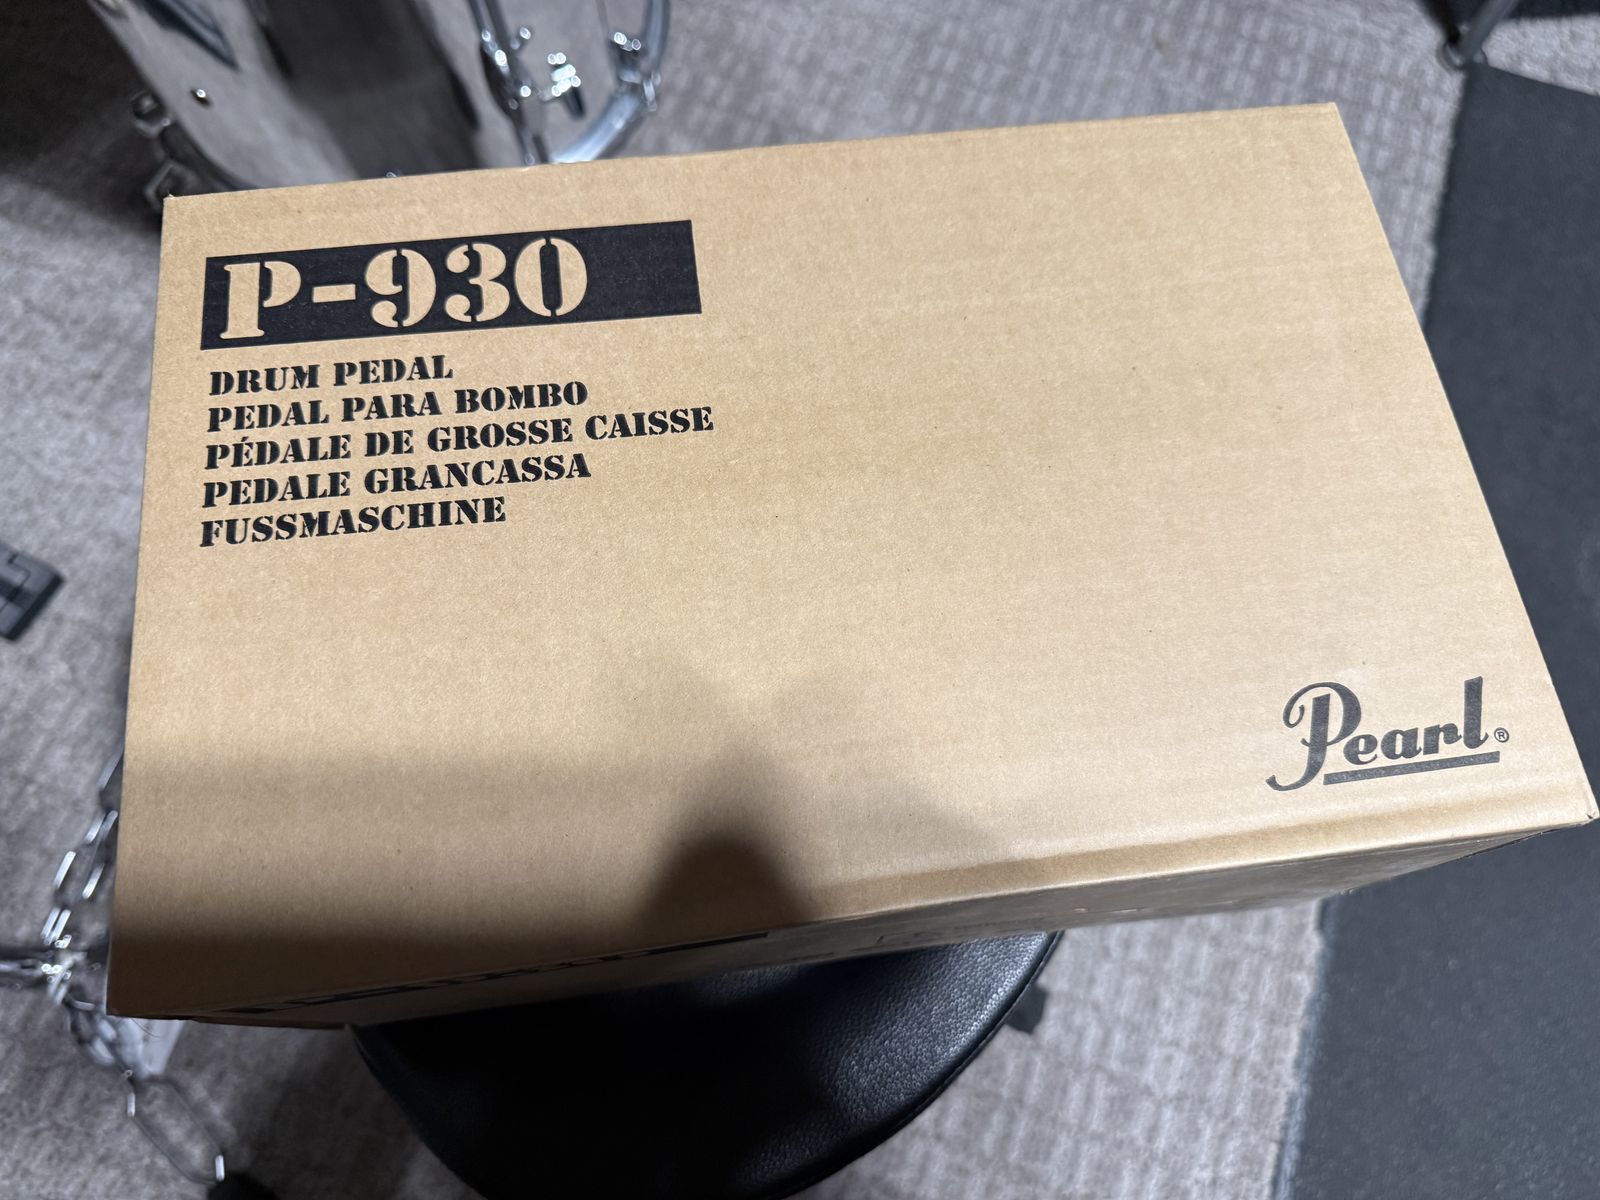 P-930
DRUM PEDAL
PEDAL PARA BOMBO
PÉDALE DE GROSSE CAISSE
PEDALE GRANCASSA
FUSSMASCHINE
Pearl®